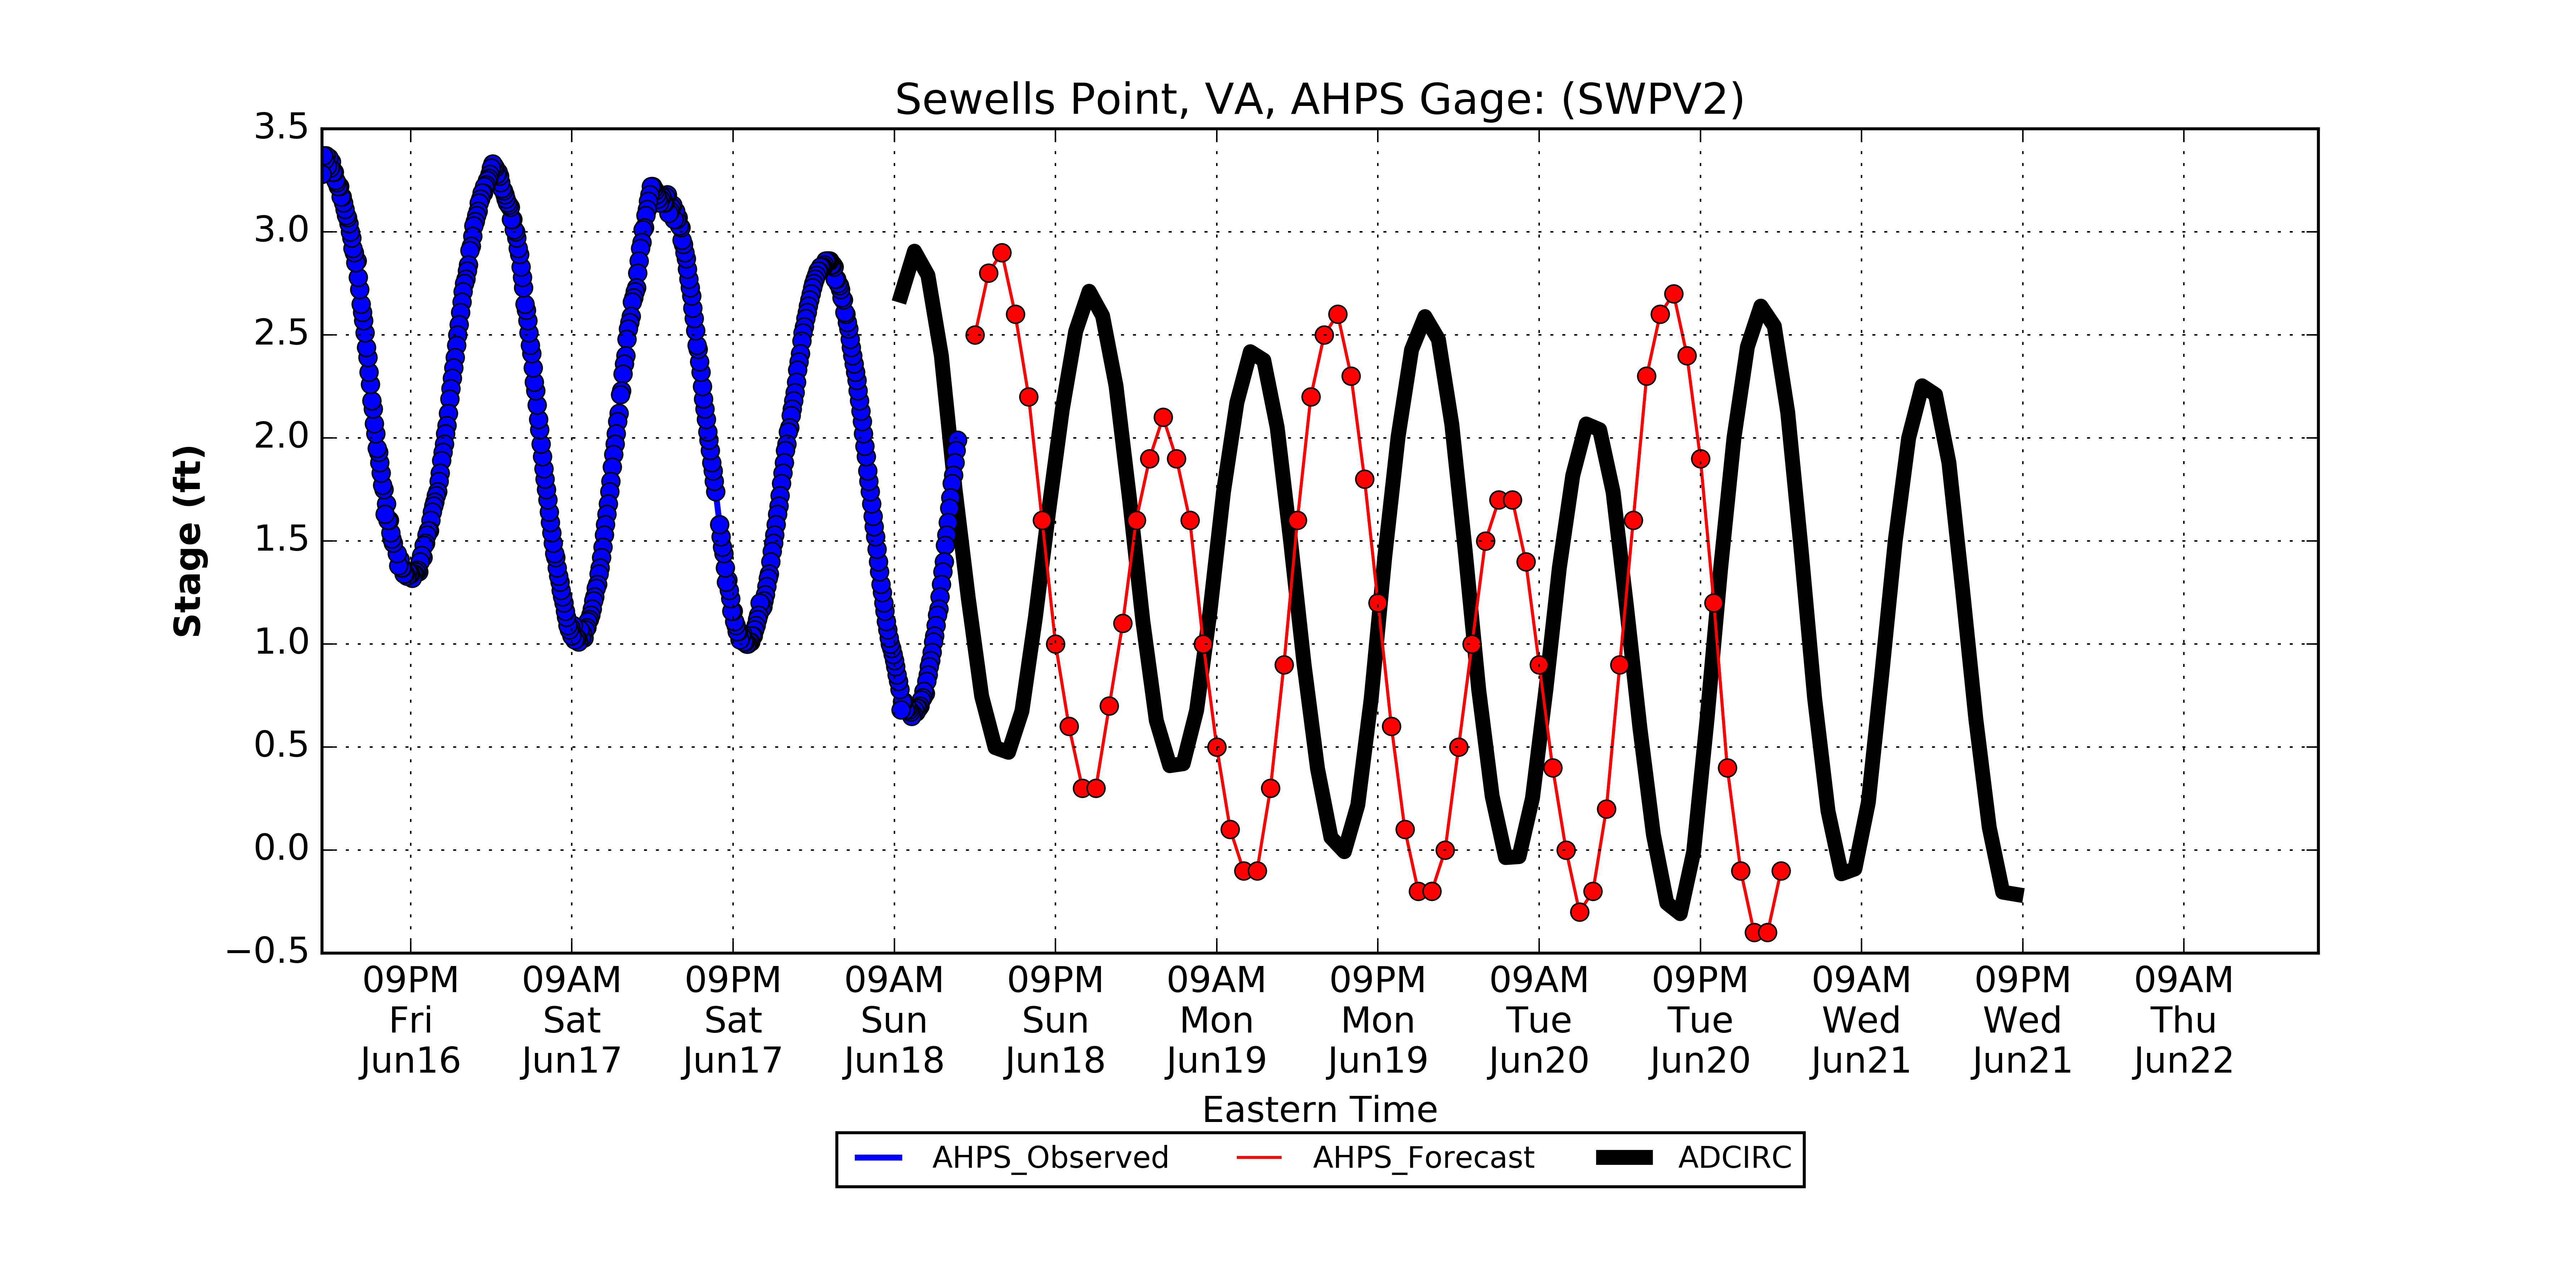 Sewells Point, VA, AHPS Gage: (SWPV2)
3.5
3.0
2.5
2.0
1.5
1.0
0.5
0.0
−0.5
Stage (ft)
09PM 09AM 09PM 09AM 09PM 09AM 09PM 09AM 09PM 09AM 09PM 09AM
Fri Sat Sat Sun Sun Mon Mon Tue Tue Wed Wed Thu
Jun16 Jun17 Jun17 Jun18 Jun18 Jun19 Jun19 Jun20 Jun20 Jun21 Jun21 Jun22
Eastern Time
AHPS_Observed AHPS_Forecast ADCIRC